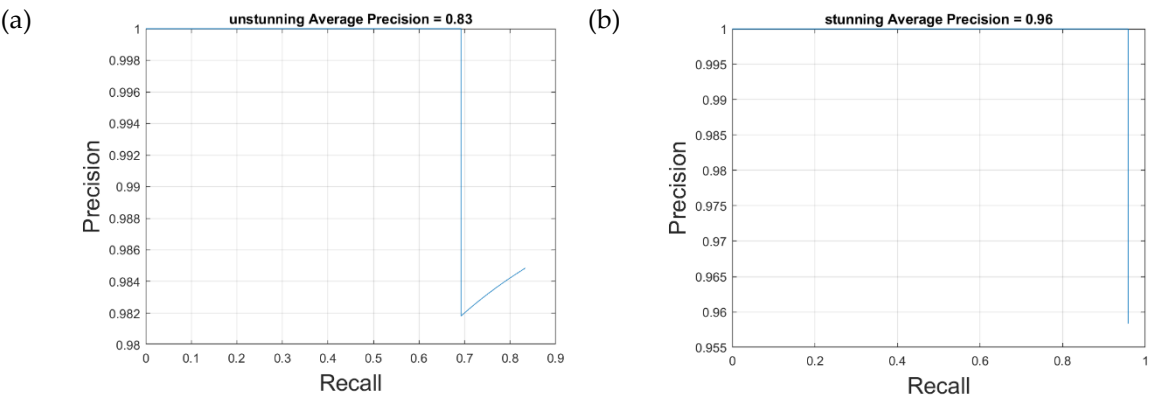 (a)
unstunning Average Precision = 0.83
1
0.998
0.996
0.994
0.992
0.99
0.988
0.986
0.984
0.982
0.98
Precision
0 0.1 0.2 0.3 0.4 0.5 0.6 0.7 0.8 0.9
Recall
(b)
stunning Average Precision = 0.96
1
0.995
0.99
0.985
0.98
0.975
0.97
0.965
0.96
0.955
Precision
0 0.2 0.4 0.6 0.8 1
Recall